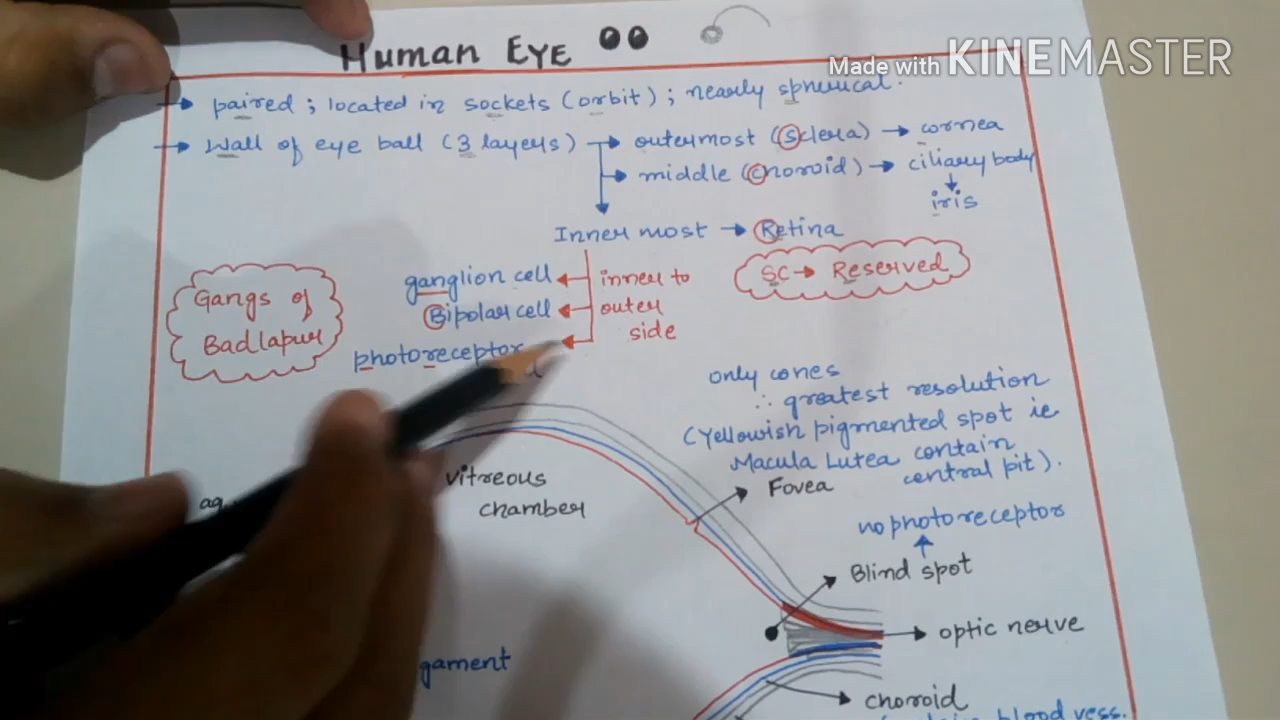 Human EYE
Made with KINEMASTER
→ paired ; located in sockets (orbit) ; nearly spherical.
→ Wall of eye ball (3 layers) → outermost (sclera) → cornea
→ middle (choroid) → ciliary body
↓
iris
Inner most → Retina
SC → Reserved
Gangs of
Badlapur
ganglion cell
Bipolar cell
photoreceptor
inner to
outer
side
only cones
∴ greatest resolution
(Yellowish pigmented spot ie
Macula Lutea contain
central pit).
Fovea
vitreous
chamber
aq
no photoreceptor
Blind spot
optic nerve
gament
choroid
blood vess.